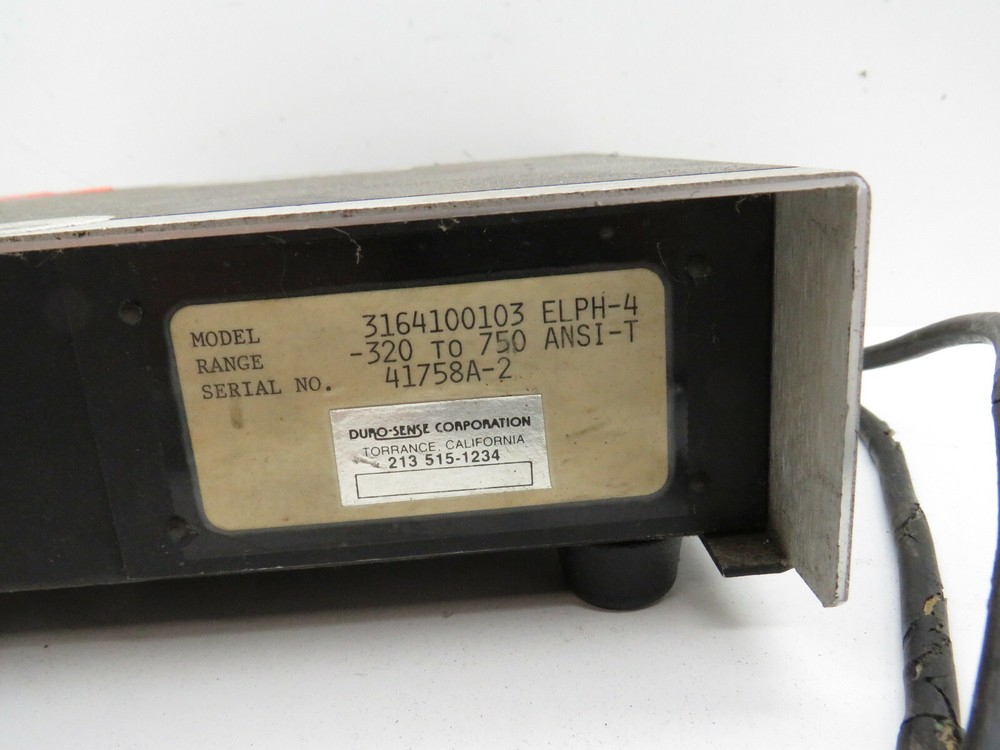 MODEL 3164100103 ELPH-4
RANGE -320 TO 750 ANSI-T
SERIAL NO. 41758A-2
DURO-SENSE CORPORATION
TORRANCE, CALIFORNIA
213 515-1234